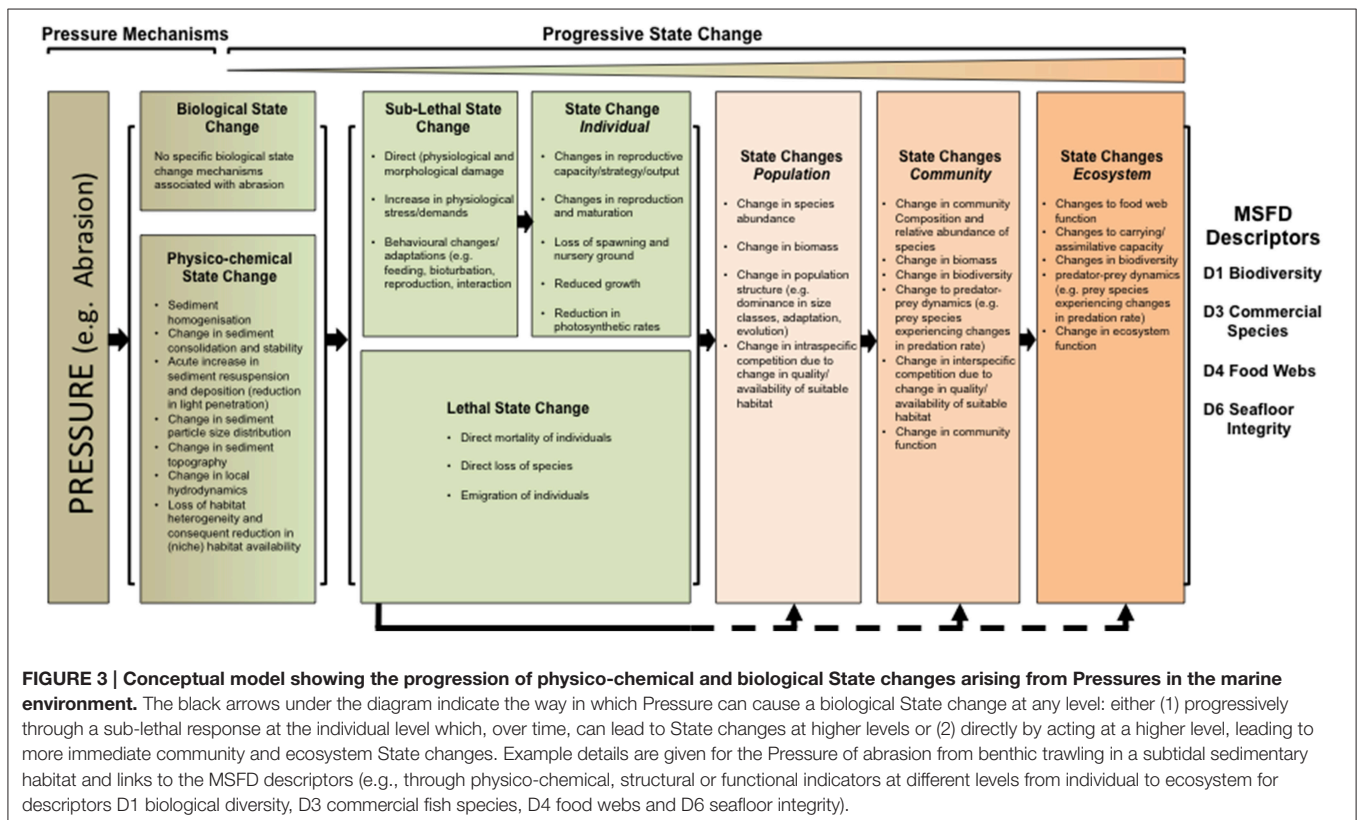 Pressure Mechanisms
Progressive State Change
PRESSURE (e.g. Abrasion)
Biological State
Change
No specific biological state
change mechanisms
associated with abrasion
Physico-chemical
State Change
• Sediment
homogenisation
• Change in sediment
consolidation and stability
• Acute increase in
sediment resuspension
and deposition (reduction
in light penetration)
• Change in sediment
particle size distribution
• Change in sediment
topography
• Change in local
hydrodynamics
• Loss of habitat
heterogeneity and
consequent reduction in
(niche) habitat availability
Sub-Lethal State
Change
• Direct (physiological and
morphological damage
• Increase in physiological
stress/demands
• Behavioural changes/
adaptations (e.g.
feeding, bioturbation,
reproduction, interaction
State Change
Individual
• Changes in reproductive
capacity/strategy/output
• Changes in reproduction
and maturation
• Loss of spawning and
nursery ground
• Reduced growth
• Reduction in
photosynthetic rates
Lethal State Change
• Direct mortality of individuals
• Direct loss of species
• Emigration of individuals
State Changes
Population
• Change in species
abundance
• Change in biomass
• Change in population
structure (e.g.
dominance in size
classes, adaptation,
evolution)
• Change in intraspecific
competition due to
change in quality/
availability of suitable
habitat
State Changes
Community
• Change in community
Composition and
relative abundance of
species
• Change in biomass
• Change in biodiversity
• Change to predator-
prey dynamics (e.g.
prey species
experiencing changes
in predation rate)
• Change in interspecific
competition due to
change in quality/
availability of suitable
habitat
• Change in community
function
State Changes
Ecosystem
• Changes to food web
function
• Changes to carrying/
assimilative capacity
• Changes in biodiversity
• predator-prey dynamics
(e.g. prey species
experiencing changes
in predation rate)
• Change in ecosystem
function
MSFD
Descriptors
D1 Biodiversity
D3 Commercial
Species
D4 Food Webs
D6 Seafloor
Integrity
FIGURE 3 | Conceptual model showing the progression of physico-chemical and biological State changes arising from Pressures in the marine
environment. The black arrows under the diagram indicate the way in which Pressure can cause a biological State change at any level: either (1) progressively
through a sub-lethal response at the individual level which, over time, can lead to State changes at higher levels or (2) directly by acting at a higher level, leading to
more immediate community and ecosystem State changes. Example details are given for the Pressure of abrasion from benthic trawling in a subtidal sedimentary
habitat and links to the MSFD descriptors (e.g., through physico-chemical, structural or functional indicators at different levels from individual to ecosystem for
descriptors D1 biological diversity, D3 commercial fish species, D4 food webs and D6 seafloor integrity).